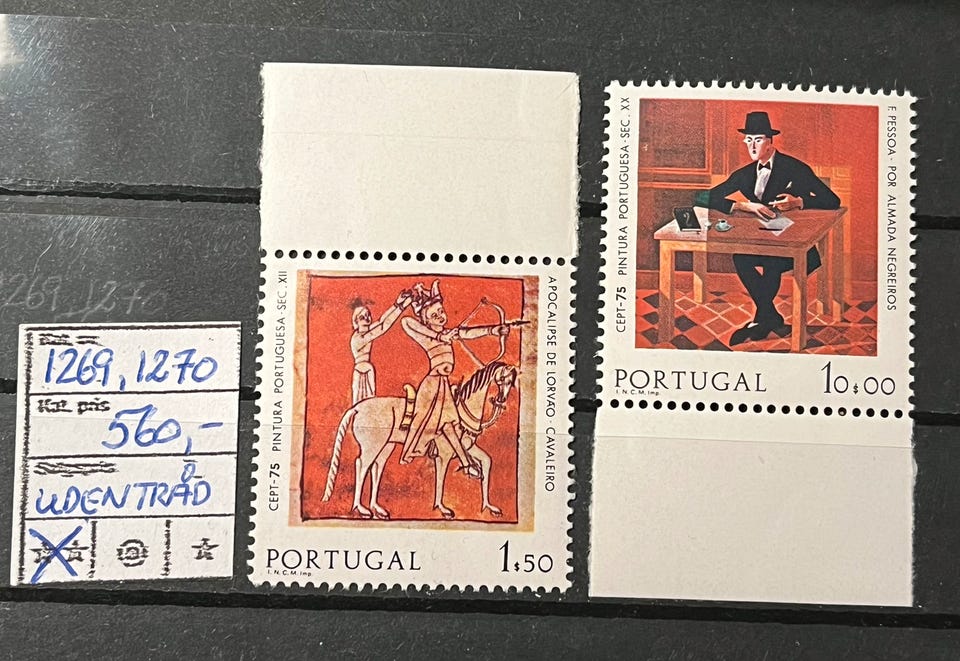 1269, 1270
Kat. pris
560,-
UDEN TRÅD
CEPT-75 PINTURA PORTUGUESA·SEC. XII
APOCALIPSE DE LORVÃO · CAVALEIRO
PORTUGAL 1$50
I.N.C.M. Imp.
CEPT-75 PINTURA PORTUGUESA·SEC. XX
F. PESSOA · POR ALMADA NEGREIROS
PORTUGAL 10$00
I.N.C.M. Imp.